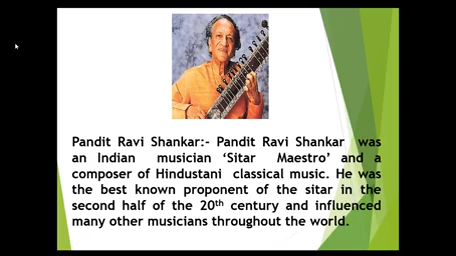 Pandit Ravi Shankar:- Pandit Ravi Shankar was
an Indian musician ‘Sitar Maestro’ and a
composer of Hindustani classical music. He was
the best known proponent of the sitar in the
second half of the 20th century and influenced
many other musicians throughout the world.